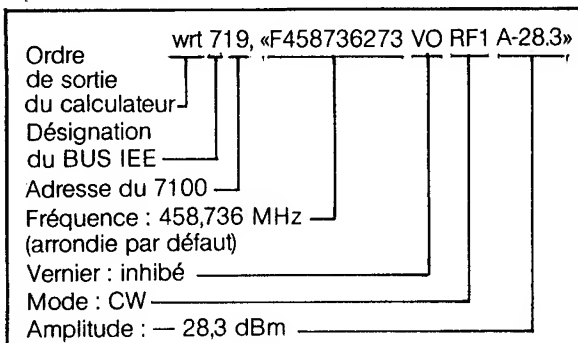 wrt 719, «F458736273 VO RF1 A-28.3»
Ordre
de sortie
du calculateur
Désignation
du BUS IEE
Adresse du 7100
Fréquence : 458,736 MHz
(arrondie par défaut)
Vernier : inhibé
Mode : CW
Amplitude : — 28,3 dBm